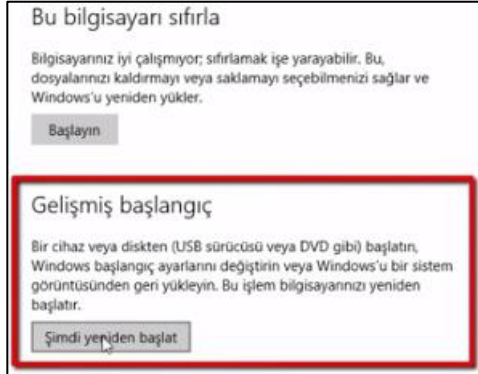 Bu bilgisayarı sıfırla
Bilgisayarınız iyi çalışmıyor; sıfırlamak işe yarayabilir. Bu,
dosyalarınızı kaldırmayı veya saklamayı seçebilmenizi sağlar ve
Windows'u yeniden yükler.
Başlayın
Gelişmiş başlangıç
Bir cihaz veya diskten (USB sürücüsü veya DVD gibi) başlatın,
Windows başlangıç ayarlarını değiştirin veya Windows'u bir sistem
görüntüsünden geri yükleyin. Bu işlem bilgisayarınızı yeniden
başlatır.
Şimdi yeniden başlat